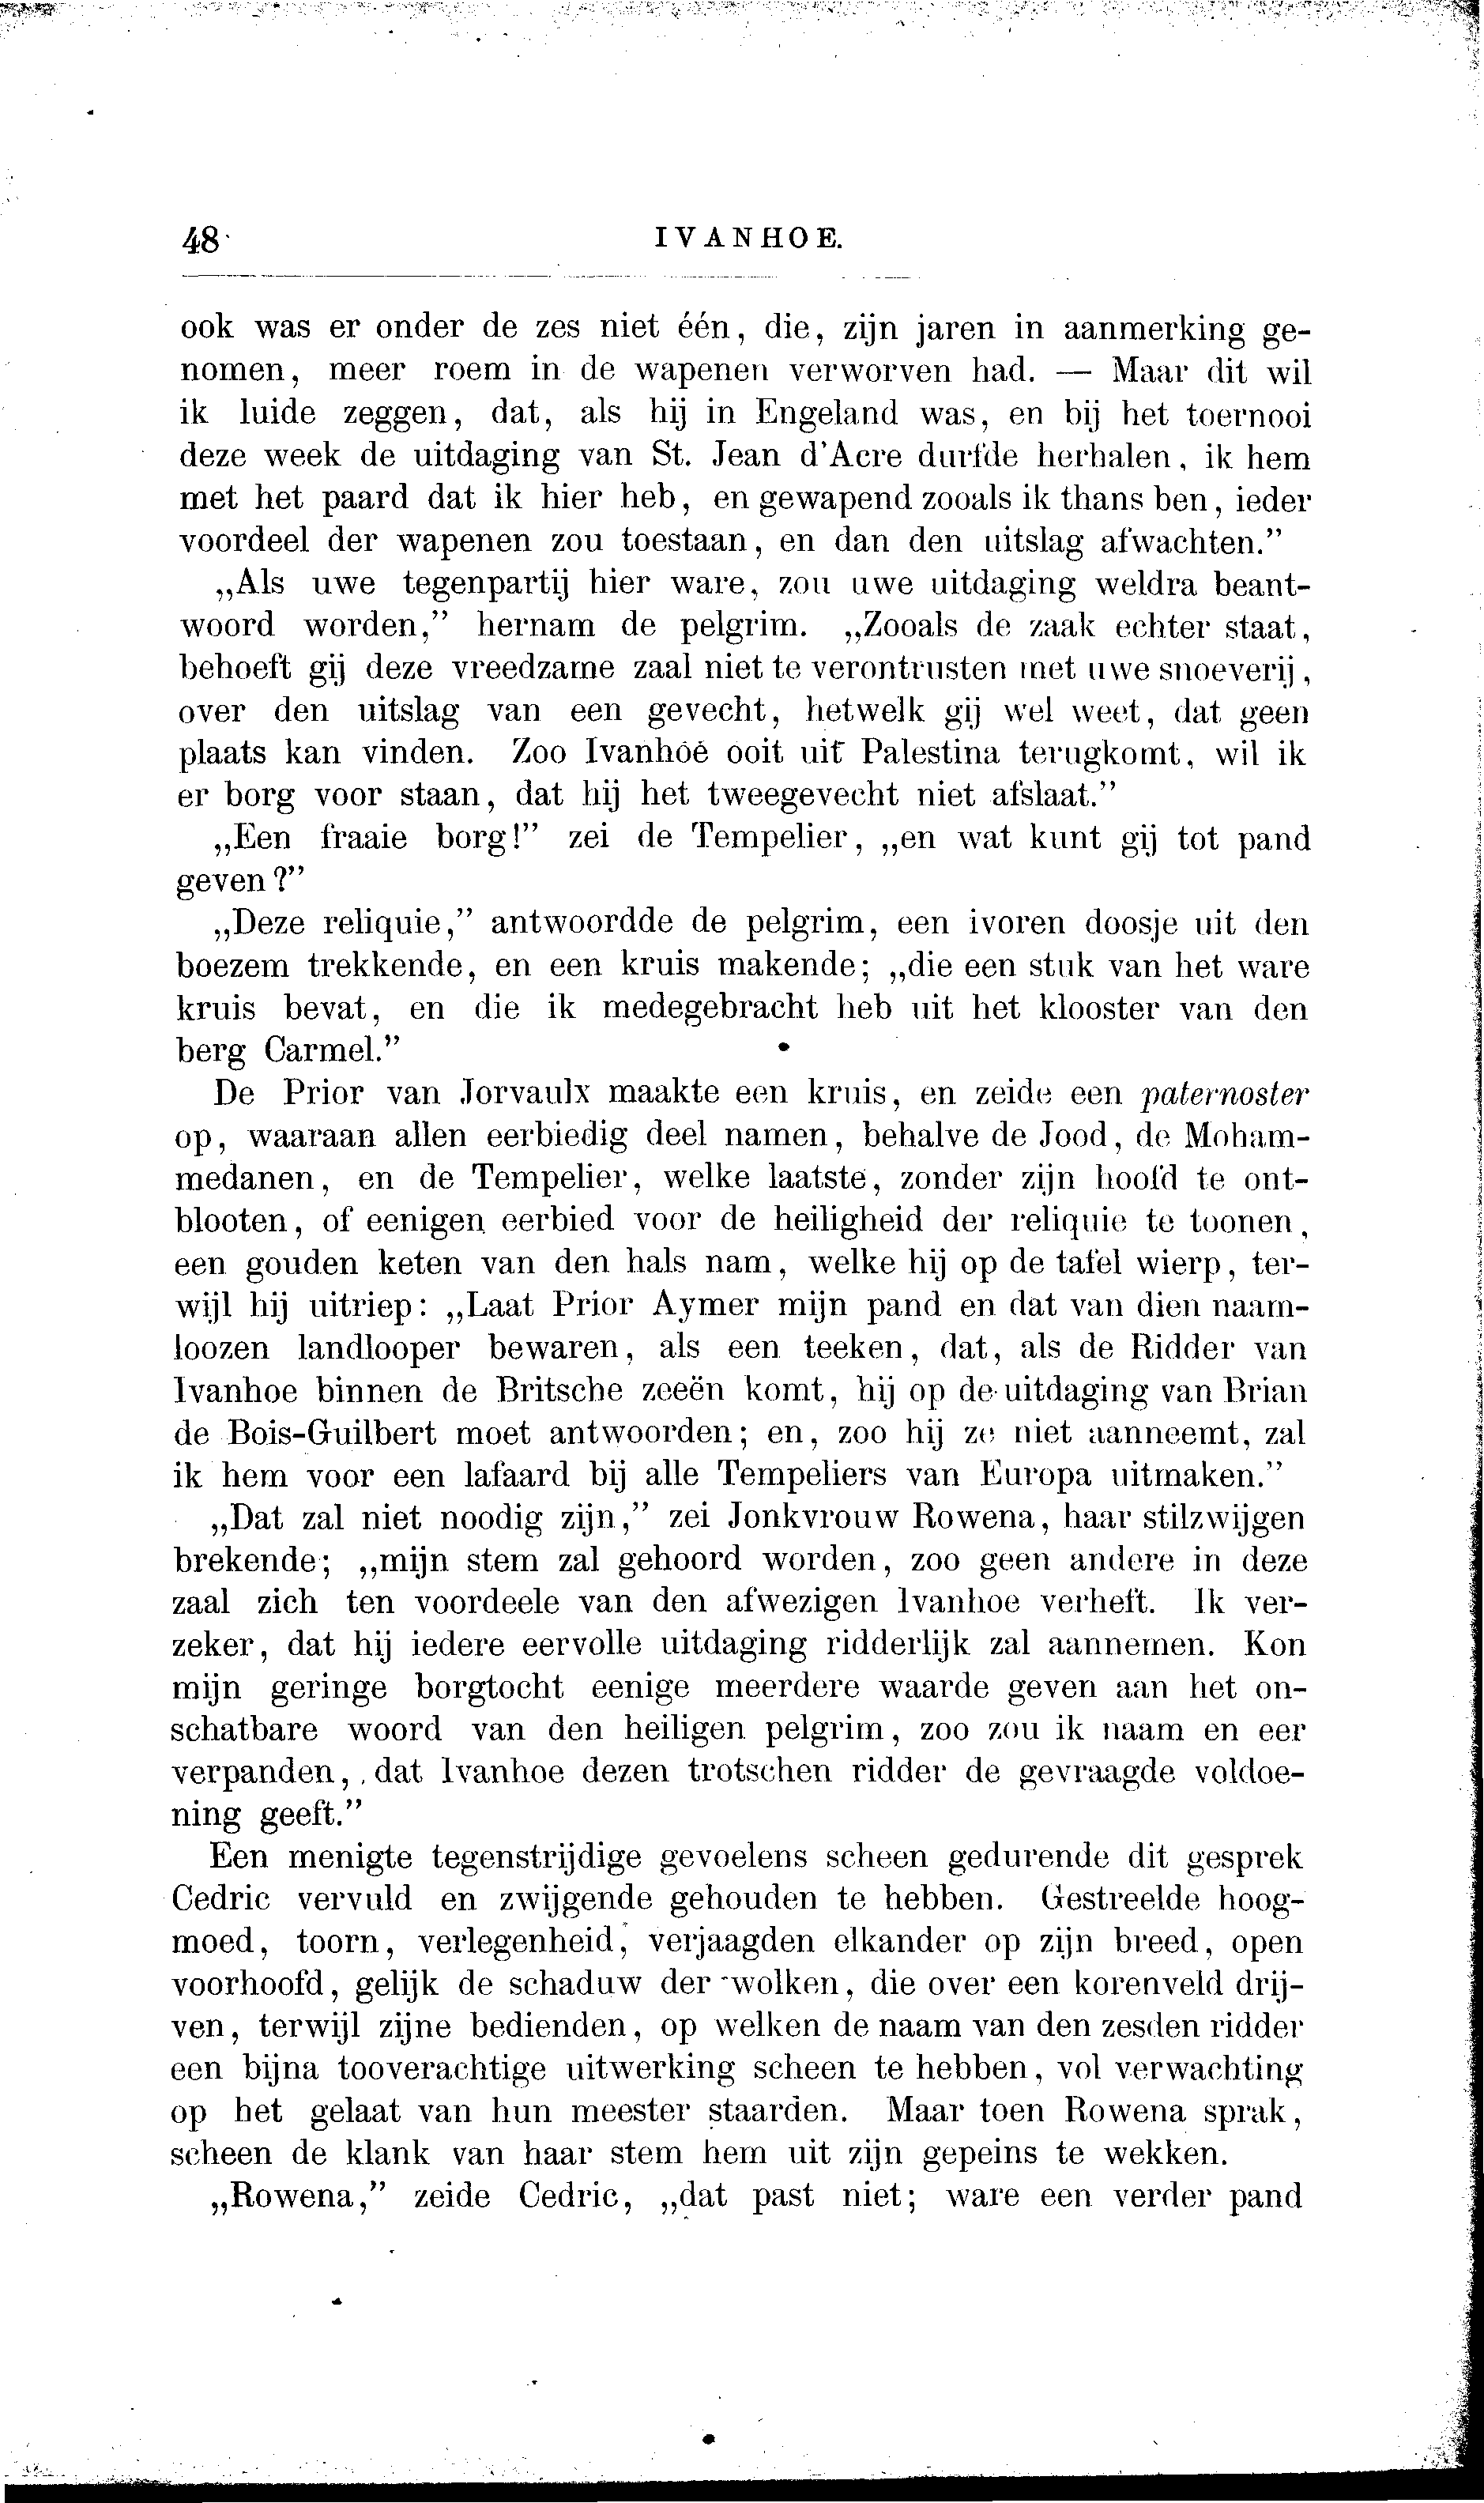 48
IVANHOE.
ook was er onder de zes niet één, die, zijn jaren in aanmerking ge-
nomen, meer roem in de wapenen verworven had. — Maar dit wil
ik luide zeggen, dat, als hij in Engeland was, en bij het toernooi
deze week de uitdaging van St. Jean d'Acre durfde herhalen, ik hem
met het paard dat ik hier heb, en gewapend zooals ik thans ben, ieder
voordeel der wapenen zou toestaan, en dan den uitslag afwachten.”
„Als uwe tegenpartij hier ware, zou uwe uitdaging weldra beant-
woord worden,” hernam de pelgrim. „Zooals de zaak echter staat,
behoeft gij deze vreedzame zaal niet te verontrusten met uwe snoeverij,
over den uitslag van een gevecht, hetwelk gij wel weet, dat geen
plaats kan vinden. Zoo Ivanhoë ooit uit Palestina terugkomt, wil ik
er borg voor staan, dat hij het tweegevecht niet afslaat.”
„Een fraaie borg!” zei de Tempelier, „en wat kunt gij tot pand
geven?”
„Deze reliquie,” antwoordde de pelgrim, een ivoren doosje uit den
boezem trekkende, en een kruis makende; „die een stuk van het ware
kruis bevat, en die ik medegebracht heb uit het klooster van den
berg Carmel.”
De Prior van Jorvaulx maakte een kruis, en zeide een paternoster
op, waaraan allen eerbiedig deel namen, behalve de Jood, de Moham-
medanen, en de Tempelier, welke laatste, zonder zijn hoofd te ont-
blooten, of eenigen eerbied voor de heiligheid der reliquie te toonen,
een gouden keten van den hals nam, welke hij op de tafel wierp, ter-
wijl hij uitriep: „Laat Prior Aymer mijn pand en dat van dien naam-
loozen landlooper bewaren, als een teeken, dat, als de Ridder van
Ivanhoe binnen de Britsche zeeën komt, hij op de uitdaging van Brian
de Bois-Guilbert moet antwoorden; en, zoo hij ze niet aanneemt, zal
ik hem voor een lafaard bij alle Tempeliers van Europa uitmaken.”
„Dat zal niet noodig zijn,” zei Jonkvrouw Rowena, haar stilzwijgen
brekende; „mijn stem zal gehoord worden, zoo geen andere in deze
zaal zich ten voordeele van den afwezigen Ivanhoe verheft. Ik ver-
zeker, dat hij iedere eervolle uitdaging ridderlijk zal aannemen. Kon
mijn geringe borgtocht eenige meerdere waarde geven aan het on-
schatbare woord van den heiligen pelgrim, zoo zou ik naam en eer
verpanden, dat Ivanhoe dezen trotschen ridder de gevraagde voldoe-
ning geeft.”
Een menigte tegenstrijdige gevoelens scheen gedurende dit gesprek
Cedric vervuld en zwijgende gehouden te hebben. Gestreelde hoog-
moed, toorn, verlegenheid, verjaagden elkander op zijn breed, open
voorhoofd, gelijk de schaduw der wolken, die over een korenveld drij-
ven, terwijl zijne bedienden, op welken de naam van den zesden ridder
een bijna tooverachtige uitwerking scheen te hebben, vol verwachting
op het gelaat van hun meester staarden. Maar toen Rowena sprak,
scheen de klank van haar stem hem uit zijn gepeins te wekken.
„Rowena,” zeide Cedric, „dat past niet; ware een verder pand